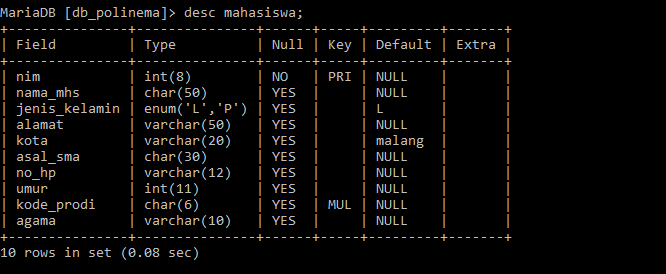 MariaDB [db_polinema]> desc mahasiswa;
+---------------+---------------+------+-----+---------+-------+
| Field         | Type          | Null | Key | Default | Extra |
+---------------+---------------+------+-----+---------+-------+
| nim           | int(8)        | NO   | PRI | NULL    |       |
| nama_mhs      | char(50)      | YES  |     | NULL    |       |
| jenis_kelamin | enum('L','P') | YES  |     | L       |       |
| alamat        | varchar(50)   | YES  |     | NULL    |       |
| kota          | varchar(20)   | YES  |     | malang  |       |
| asal_sma      | char(30)      | YES  |     | NULL    |       |
| no_hp         | varchar(12)   | YES  |     | NULL    |       |
| umur          | int(11)       | YES  |     | NULL    |       |
| kode_prodi    | char(6)       | YES  | MUL | NULL    |       |
| agama         | varchar(10)   | YES  |     | NULL    |       |
+---------------+---------------+------+-----+---------+-------+
10 rows in set (0.08 sec)